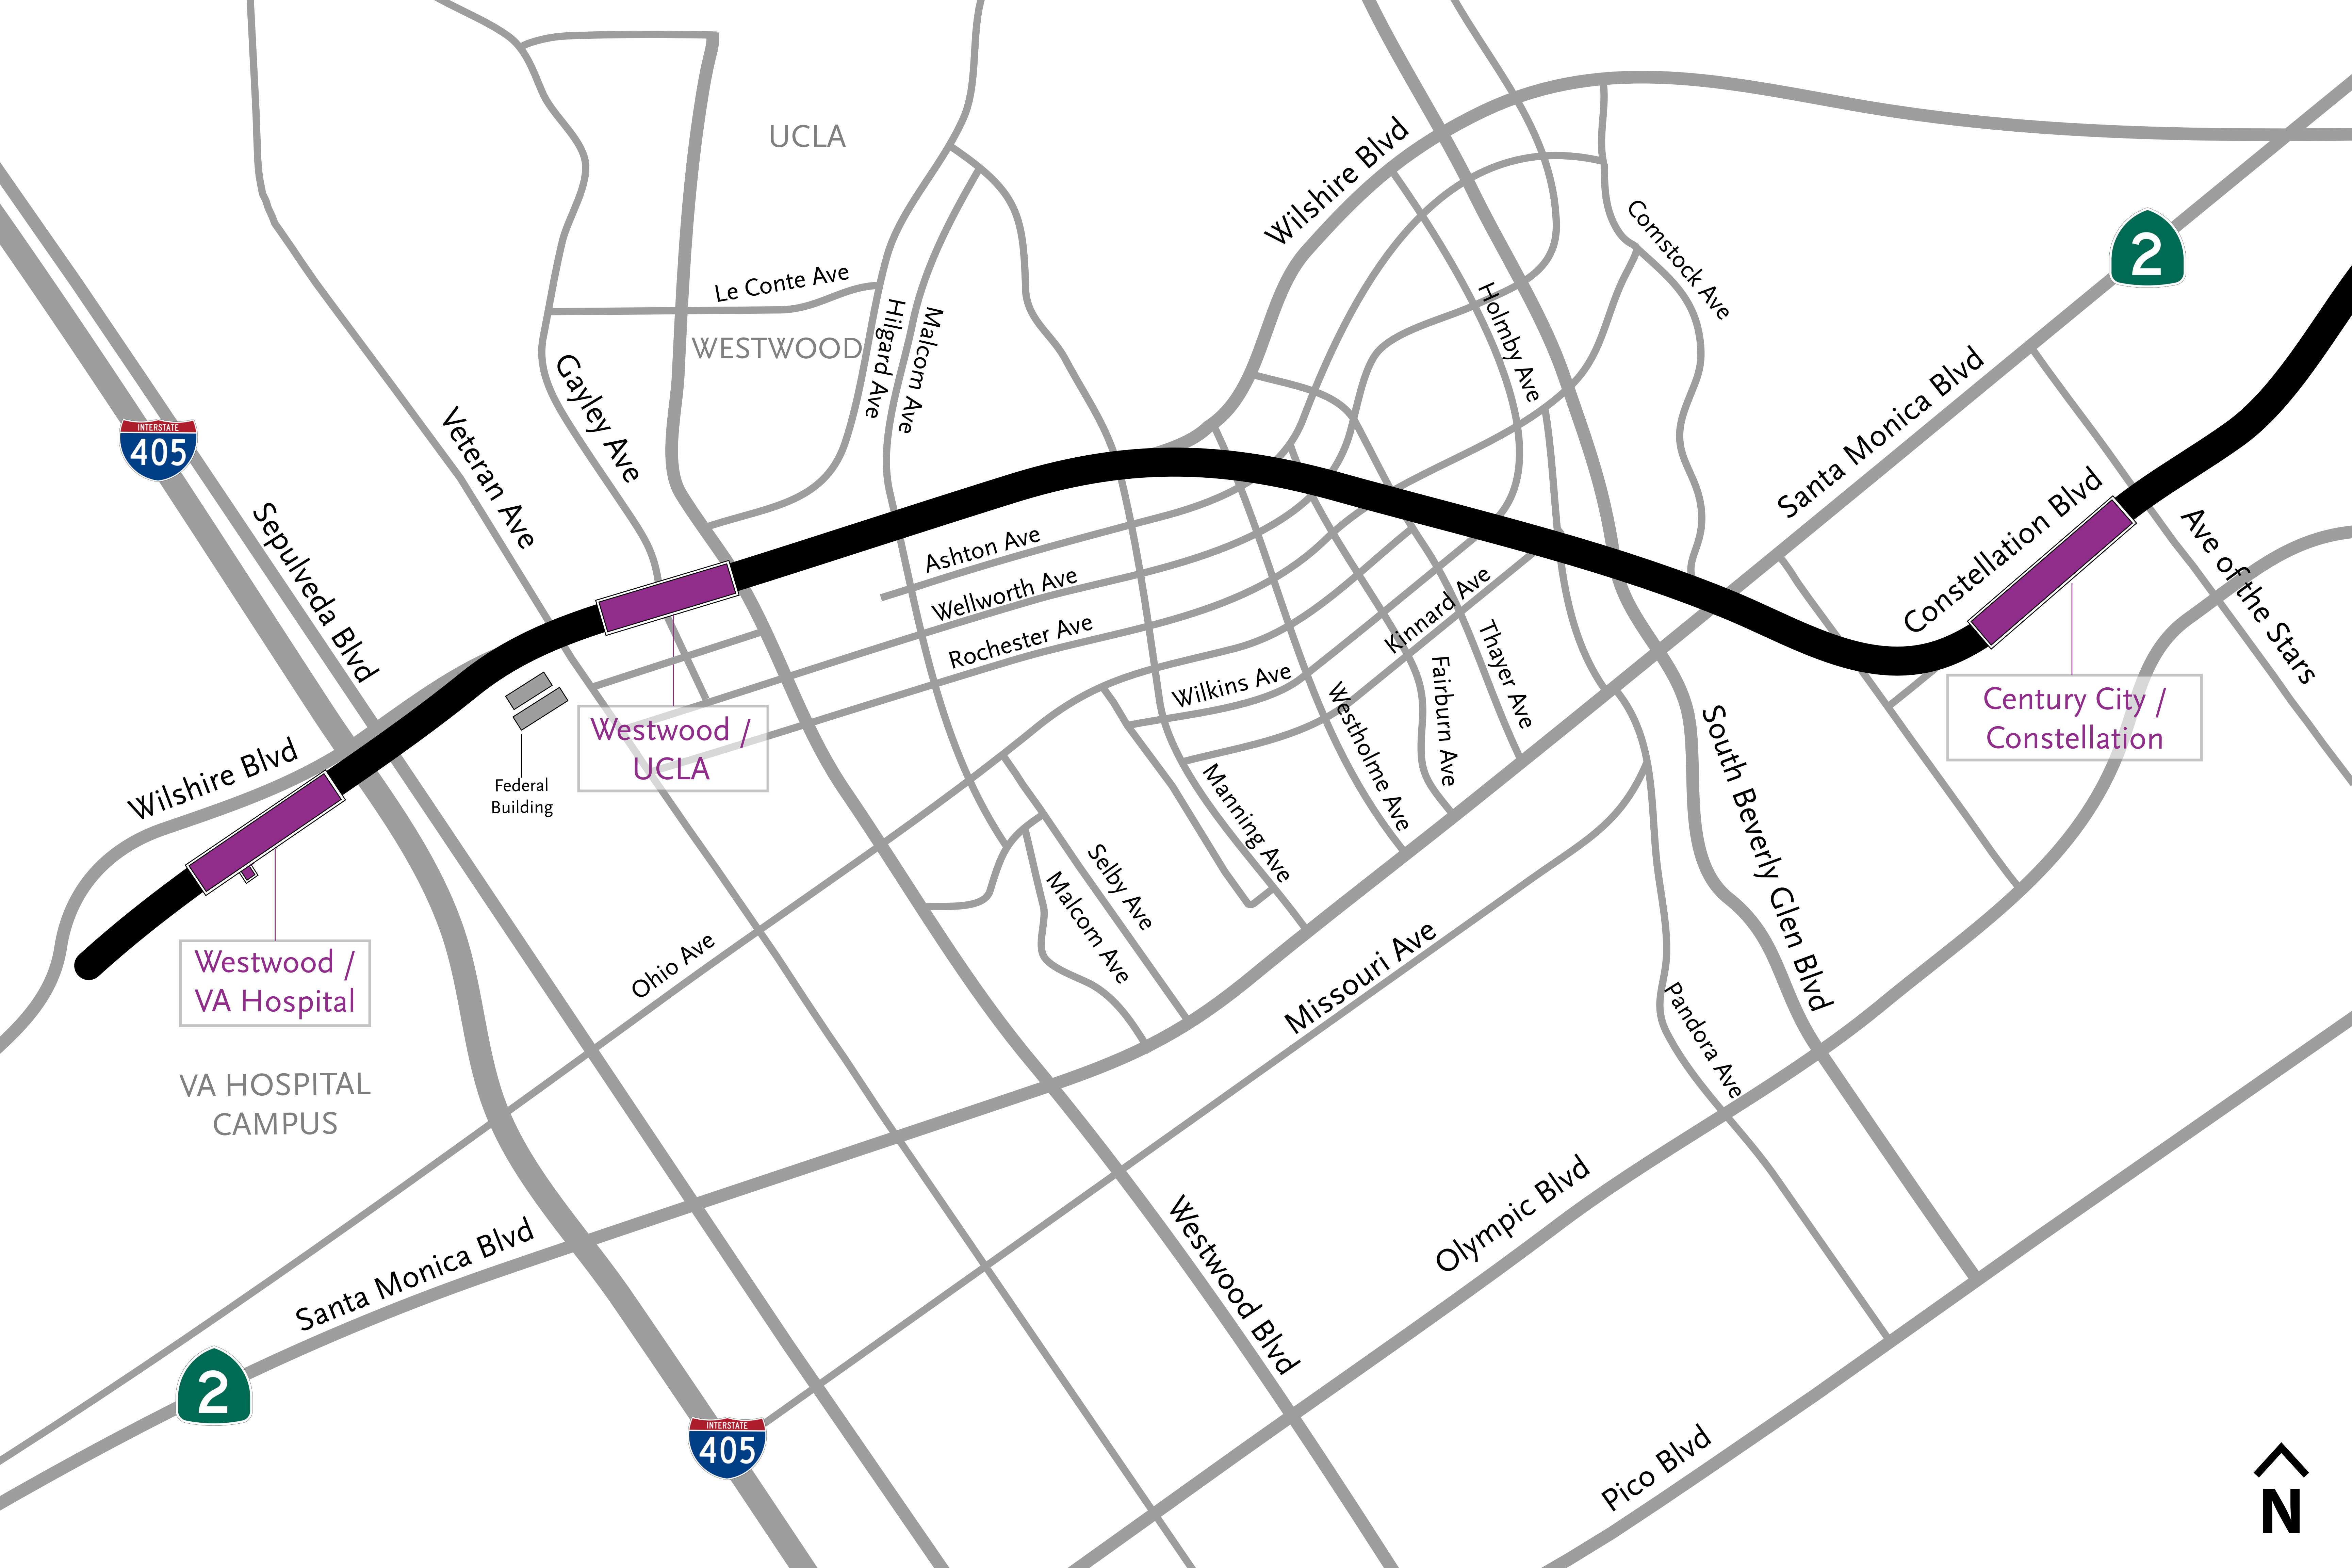 UCLA
Wilshire Blvd
Comstock Ave
2
Le Conte Ave
WESTWOOD
Hilgard Ave
Malcom Ave
Holmby Ave
Gayley Ave
Veteran Ave
INTERSTATE
405
Sepulveda Blvd
Santa Monica Blvd
Constellation Blvd
Ave of the Stars
Ashton Ave
Wellworth Ave
Rochester Ave
Kinnard Ave
Thayer Ave
Fairburn Ave
Wilkins Ave
Westholme Ave
Manning Ave
Westwood /
UCLA
Federal
Building
Century City /
Constellation
Wilshire Blvd
South Beverly Glen Blvd
Selby Ave
Malcom Ave
Ohio Ave
Missouri Ave
Westwood /
VA Hospital
VA HOSPITAL
CAMPUS
Pandora Ave
Santa Monica Blvd
Westwood Blvd
Olympic Blvd
2
INTERSTATE
405
Pico Blvd
N